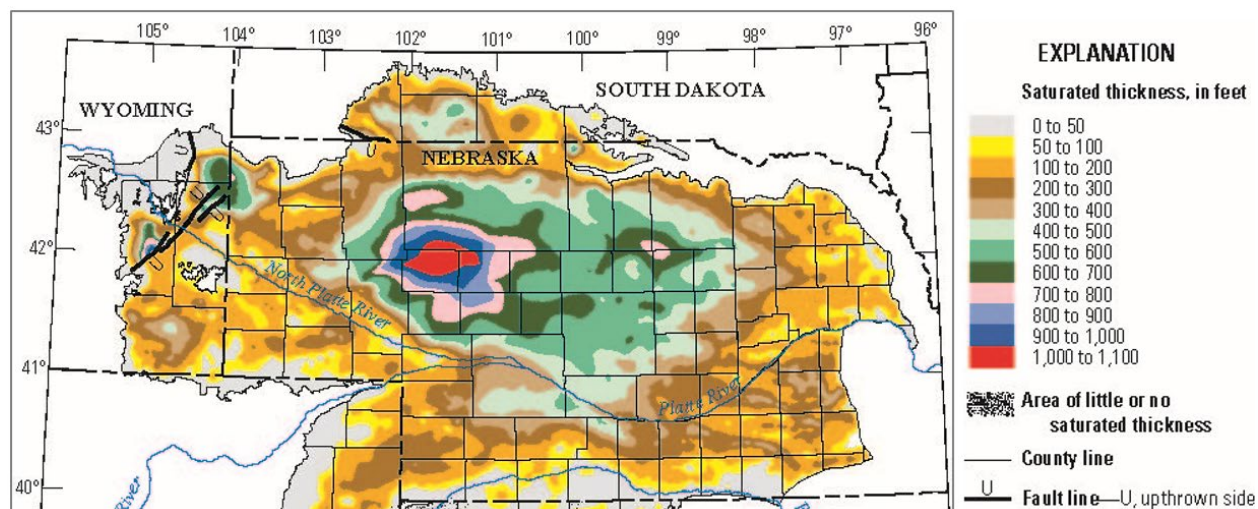 105°
104°
103°
102°
101°
100°
99°
98°
97°
96°
WYOMING
SOUTH DAKOTA
43°
NEBRASKA
U
U
U
U
U
42°
North Platte River
41°
Platte River
40°
River
EXPLANATION
Saturated thickness, in feet
0 to 50
50 to 100
100 to 200
200 to 300
300 to 400
400 to 500
500 to 600
600 to 700
700 to 800
800 to 900
900 to 1,000
1,000 to 1,100
Area of little or no
saturated thickness
County line
U
Fault line—U, upthrown side